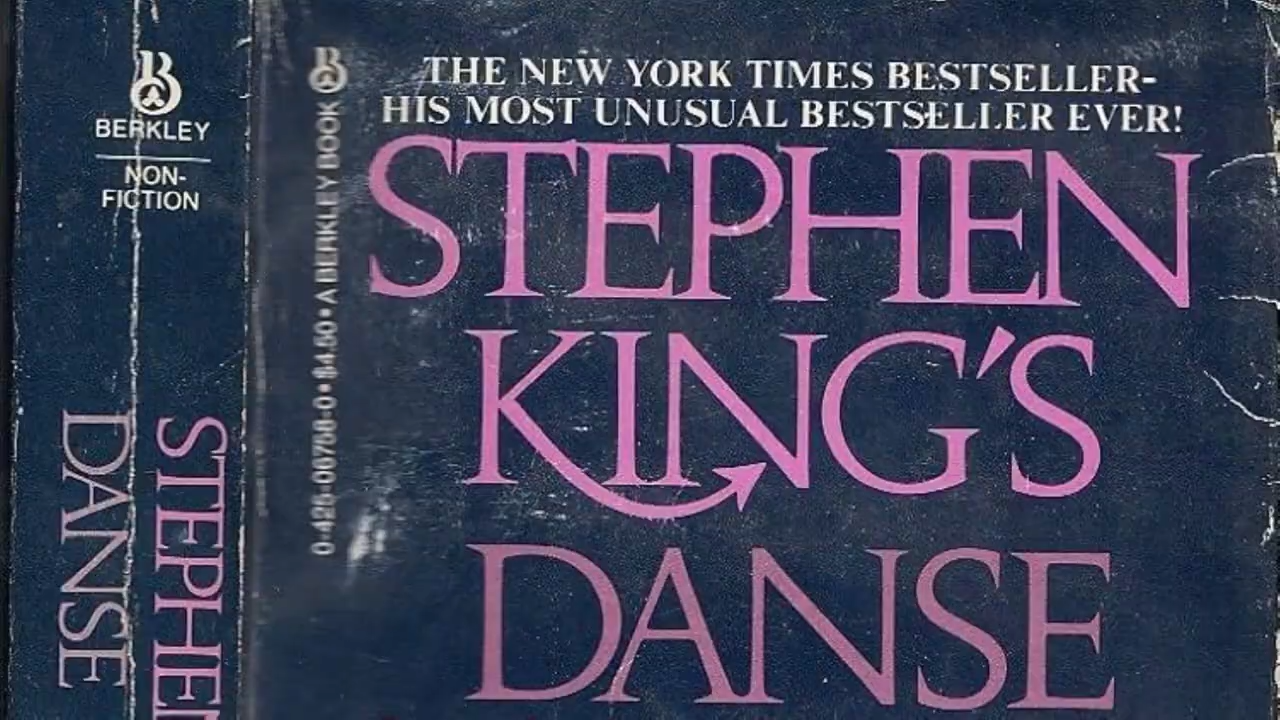 BERKLEY
NON-
FICTION
STEPHEN
DANSE
0-425-06758-0 • $4.50 • A BERKLEY BOOK
THE NEW YORK TIMES BESTSELLER-
HIS MOST UNUSUAL BESTSELLER EVER!
STEPHEN
KING'S
DANSE